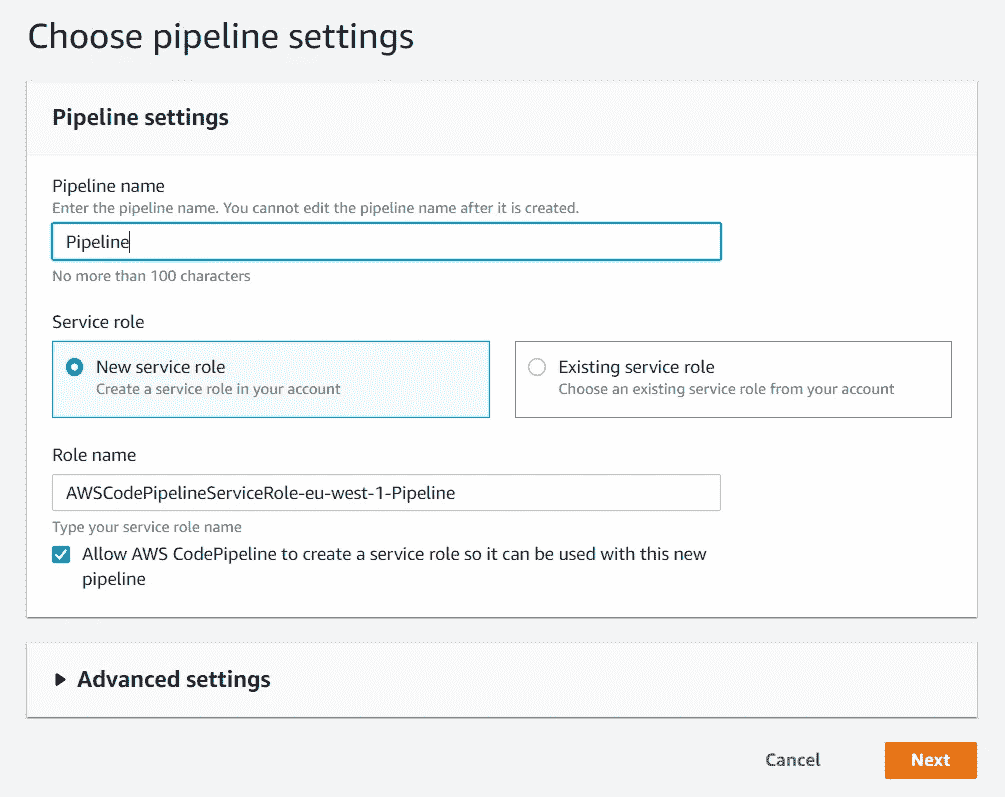 Choose pipeline settings
Pipeline settings
Pipeline name
Enter the pipeline name. You cannot edit the pipeline name after it is created.
Pipeline
No more than 100 characters
Service role
New service role
Create a service role in your account
Existing service role
Choose an existing service role from your account
Role name
AWSCodePipelineServiceRole-eu-west-1-Pipeline
Type your service role name
Allow AWS CodePipeline to create a service role so it can be used with this new
pipeline
Advanced settings
Cancel
Next